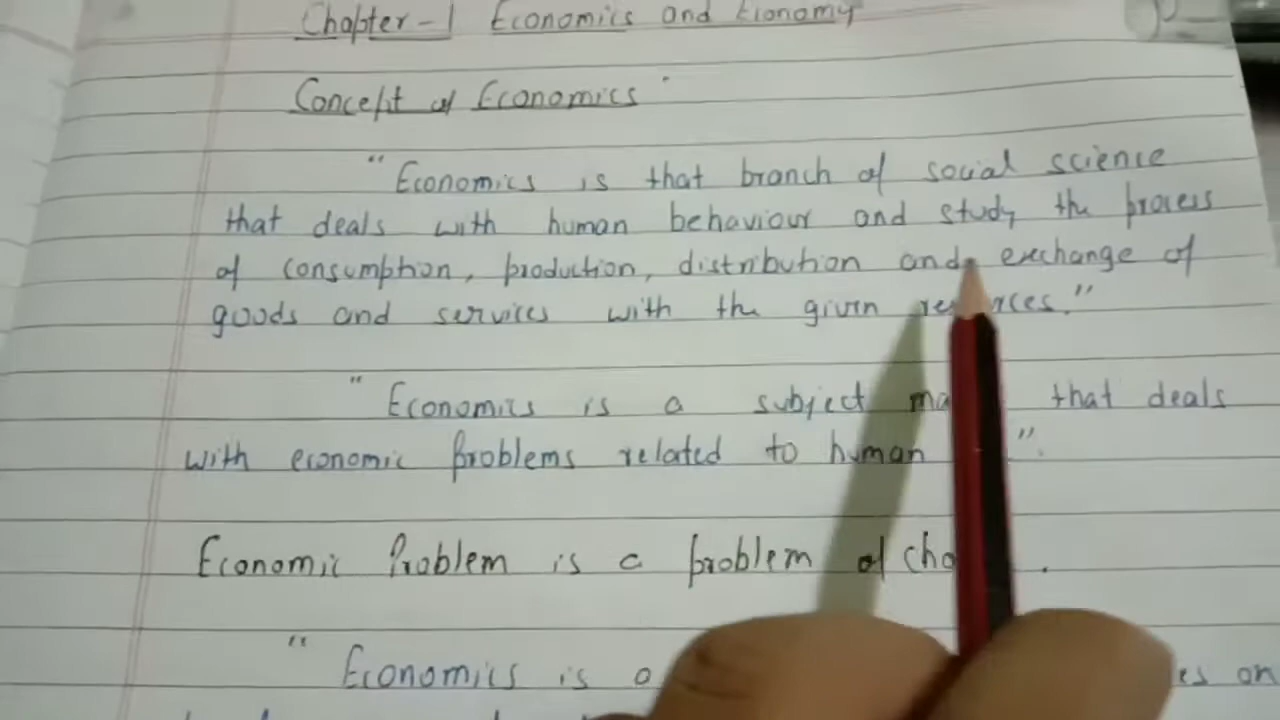 Chapter-1 Economics and Economy
Concept of Economics
"Economics is that branch of social science
that deals with human behaviour and study the process
of consumption, production, distribution and exchange of
goods and services with the given resources."
"Economics is a subject that deals
with economic problems related to human "
Economic Problem is a problem of
"Economics is a on